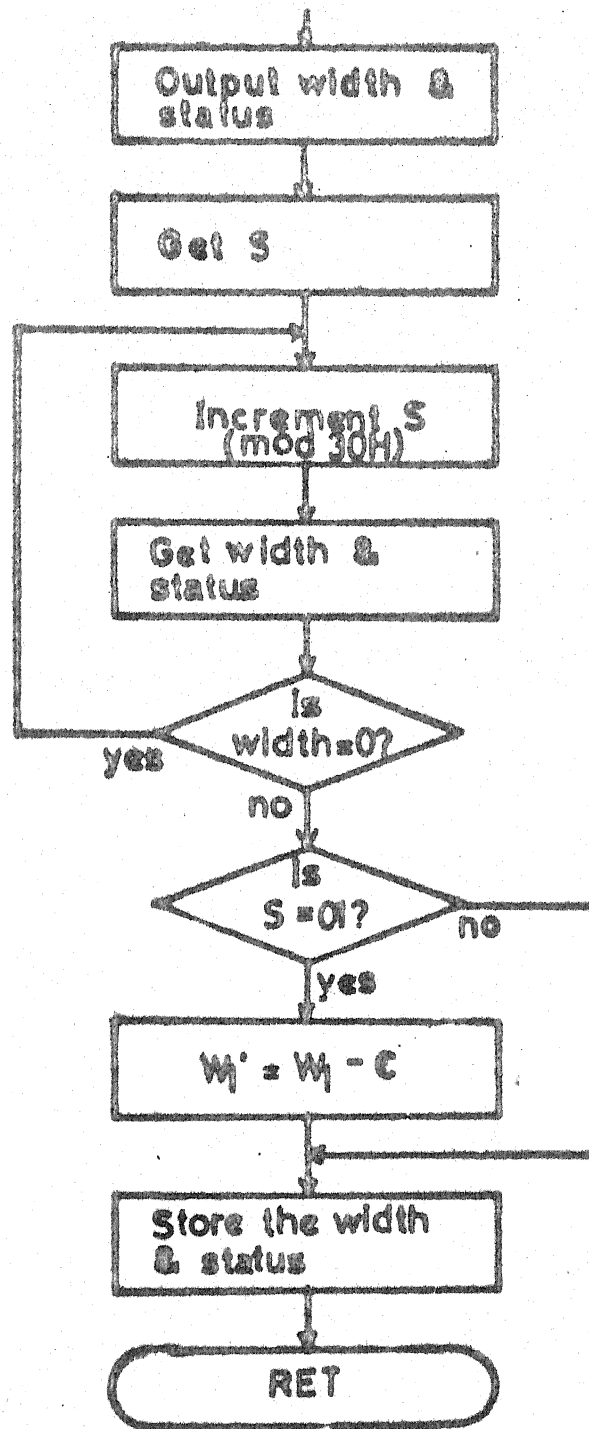 Output width &
status
Get S
Increment S
(mod 30H)
Get width &
status
Is
width=0?
yes
no
Is
S=01?
no
yes
W₁' = W₁ - C
Store the width
& status
RET